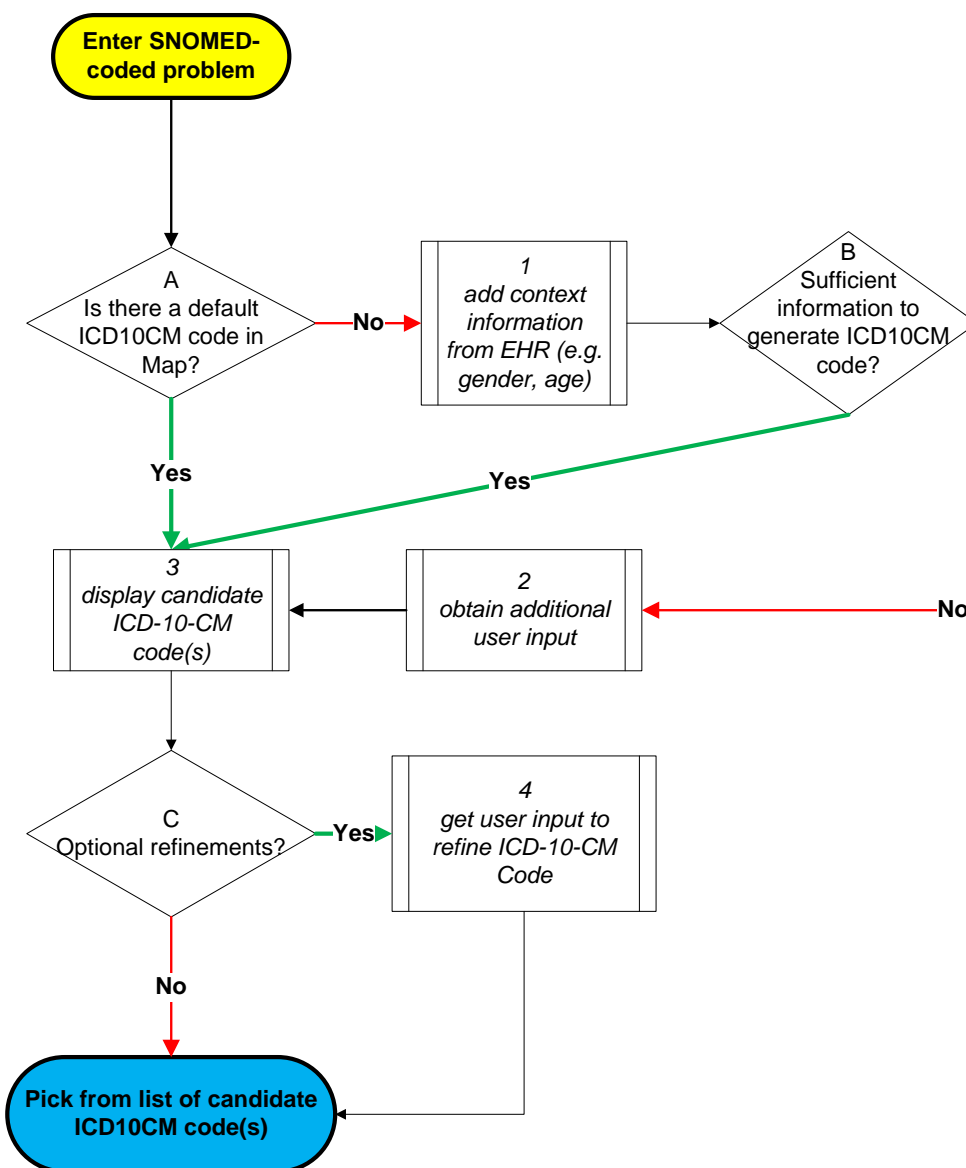 Enter SNOMED-
coded problem
A
Is there a default
ICD10CM code in
Map?
No
1
add context
information
from EHR (e.g.
gender, age)
B
Sufficient
information to
generate ICD10CM
code?
Yes
Yes
3
display candidate
ICD-10-CM
code(s)
2
obtain additional
user input
No
C
Optional refinements?
Yes
4
get user input to
refine ICD-10-CM
Code
No
Pick from list of candidate
ICD10CM code(s)